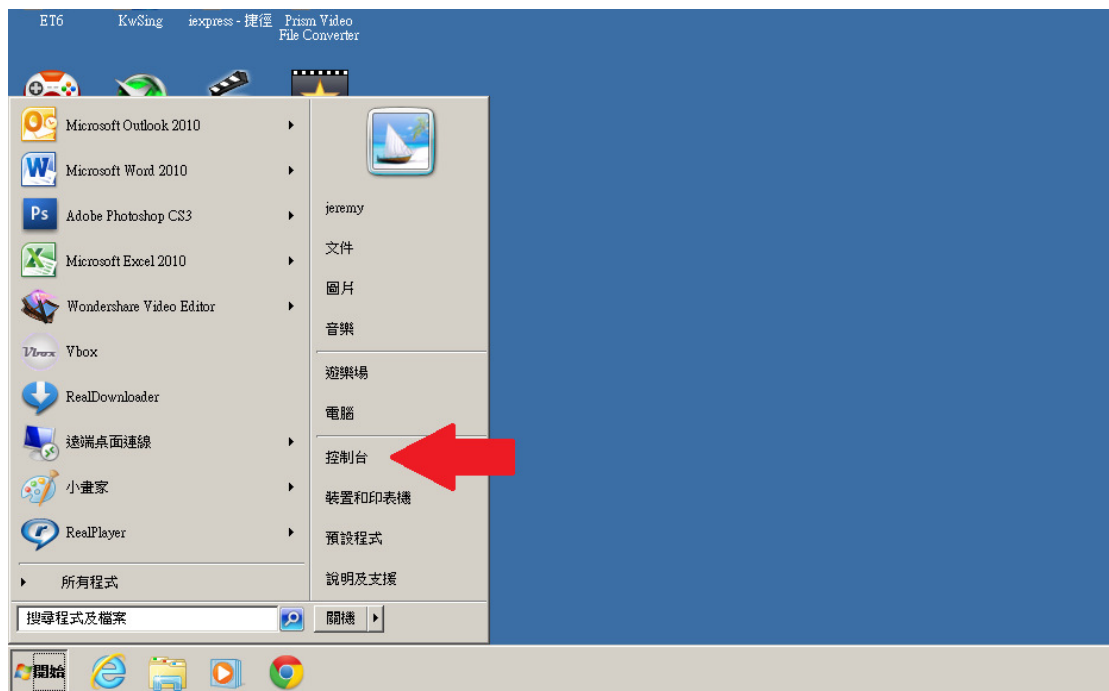 ET6
KwSing
iexpress - 捷徑
Prism Video
File Converter
Microsoft Outlook 2010
Microsoft Word 2010
Ps
Adobe Photoshop CS3
Microsoft Excel 2010
Wondershare Video Editor
Vbox
Vbox
RealDownloader
遠端桌面連線
小畫家
RealPlayer
所有程式
搜尋程式及檔案
jeremy
文件
圖片
音樂
遊樂場
電腦
控制台
裝置和印表機
預設程式
說明及支援
關機
開始